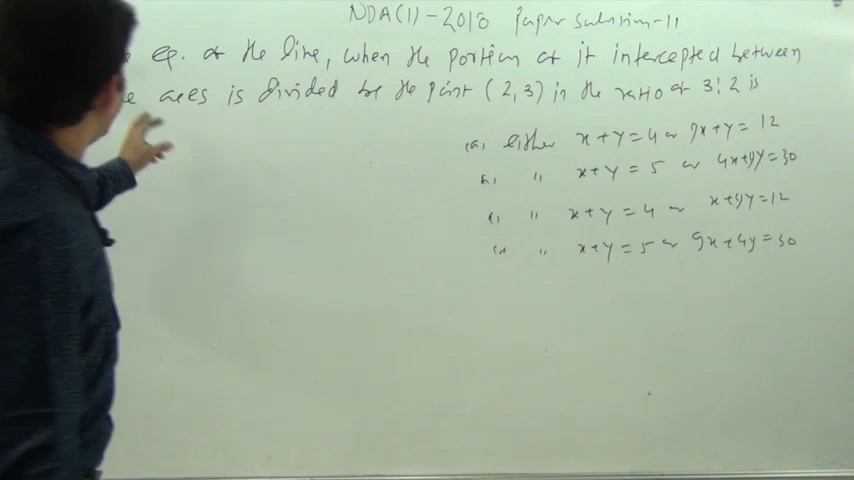 NDA(1)-2018 paper solution-11
e eq. of the line, when the portion of it intercepted between
e axes is divided by the point (2,3) in the ratio of 3:2 is
(a) either x+y=4 or 9x+y=12
(b) " x+y=5 or 4x+9y=30
(c) " x+y=4 or x+9y=12
(d) " x+y=5 or 9x+4y=30